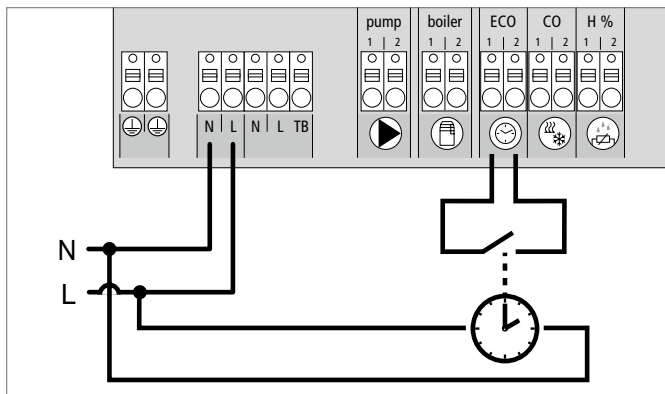 pump boiler ECO CO H %
1 | 2 1 | 2 1 | 2 1 | 2 1 | 2
N L N L TB
N
L